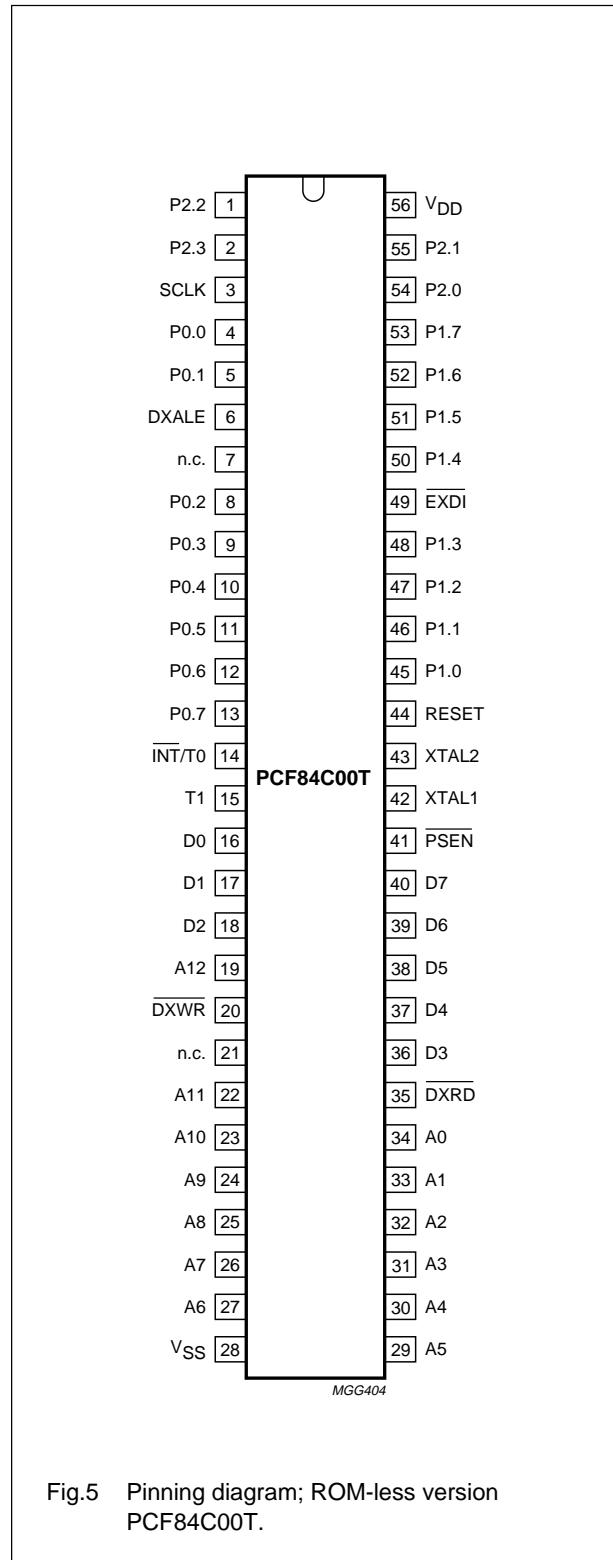 P2.2 1 56 VDD
P2.3 2 55 P2.1
SCLK 3 54 P2.0
P0.0 4 53 P1.7
P0.1 5 52 P1.6
DXALE 6 51 P1.5
n.c. 7 50 P1.4
P0.2 8 49 E̅X̅D̅I̅
P0.3 9 48 P1.3
P0.4 10 47 P1.2
P0.5 11 46 P1.1
P0.6 12 45 P1.0
P0.7 13 44 RESET
I̅N̅T̅/T0 14 43 XTAL2
PCF84C00T
T1 15 42 XTAL1
D0 16 41 P̅S̅E̅N̅
D1 17 40 D7
D2 18 39 D6
A12 19 38 D5
D̅X̅W̅R̅ 20 37 D4
n.c. 21 36 D3
A11 22 35 D̅X̅R̅D̅
A10 23 34 A0
A9 24 33 A1
A8 25 32 A2
A7 26 31 A3
A6 27 30 A4
VSS 28 29 A5
MGG404
Fig.5 Pinning diagram; ROM-less version
PCF84C00T.